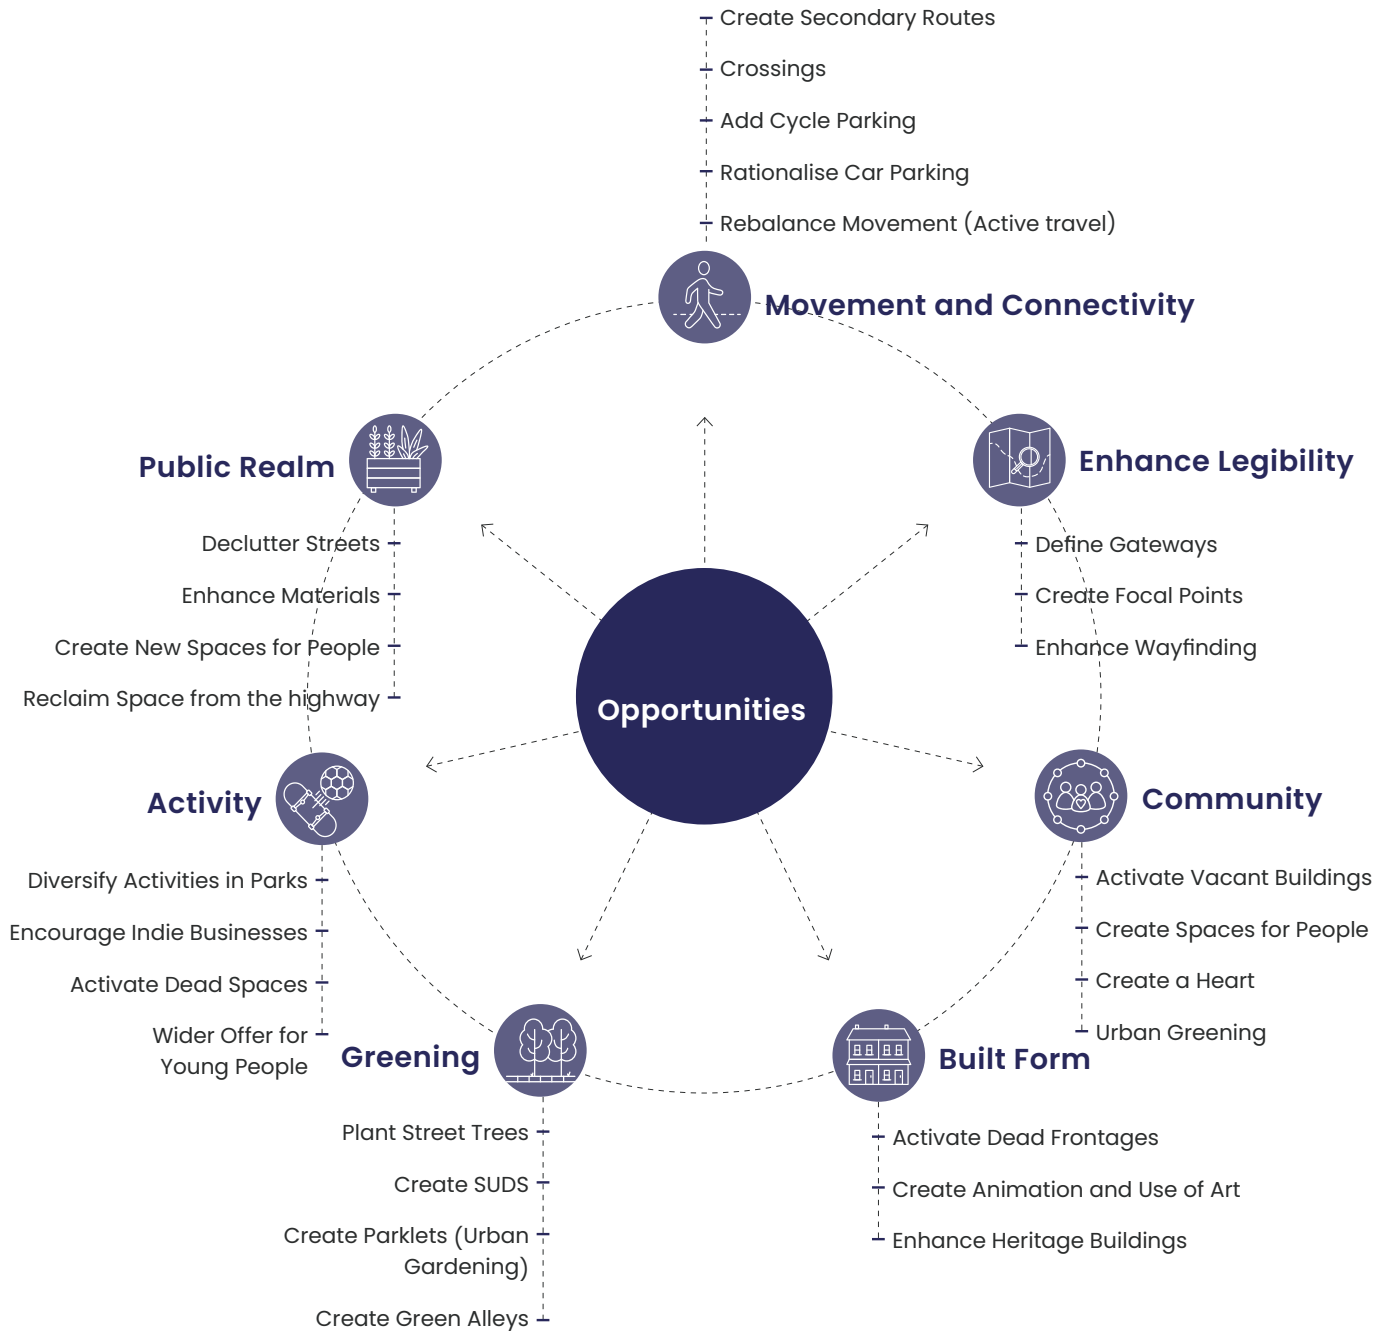 Create Secondary Routes
Crossings
Add Cycle Parking
Rationalise Car Parking
Rebalance Movement (Active travel)
Movement and Connectivity
Public Realm
Declutter Streets
Enhance Materials
Create New Spaces for People
Reclaim Space from the highway
Enhance Legibility
Define Gateways
Create Focal Points
Enhance Wayfinding
Opportunities
Activity
Diversify Activities in Parks
Encourage Indie Businesses
Activate Dead Spaces
Wider Offer for
Young People
Community
Activate Vacant Buildings
Create Spaces for People
Create a Heart
Urban Greening
Greening
Plant Street Trees
Create SUDS
Create Parklets (Urban
Gardening)
Create Green Alleys
Built Form
Activate Dead Frontages
Create Animation and Use of Art
Enhance Heritage Buildings